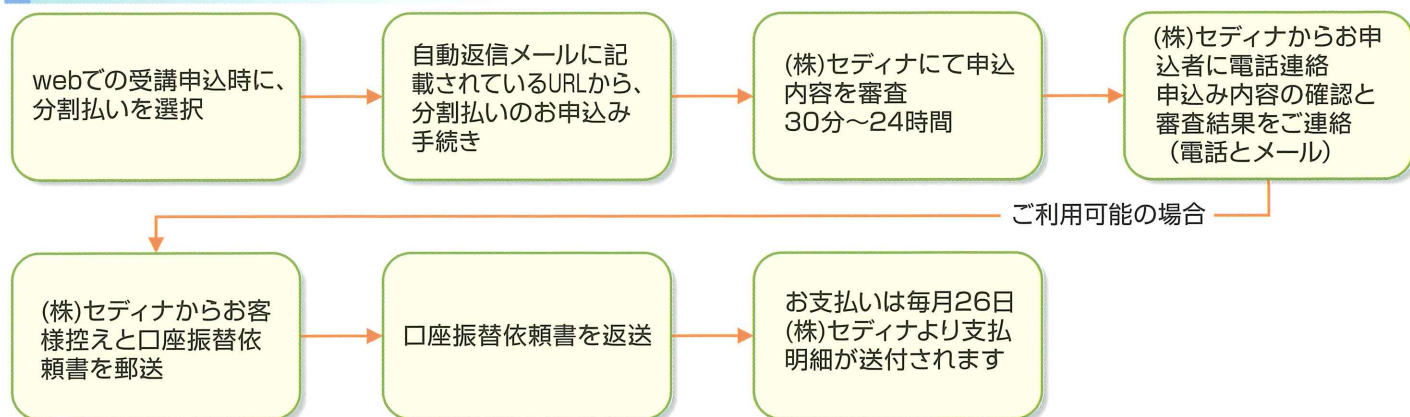 webでの受講申込時に、
分割払いを選択
自動返信メールに記
載されているURLから、
分割払いのお申込み
手続き
(株)セディナにて申込
内容を審査
30分〜24時間
(株)セディナからお申
込者に電話連絡
申込み内容の確認と
審査結果をご連絡
（電話とメール）
ご利用可能の場合
(株)セディナからお客
様控えと口座振替依
頼書を郵送
口座振替依頼書を返送
お支払いは毎月26日
(株)セディナより支払
明細が送付されます